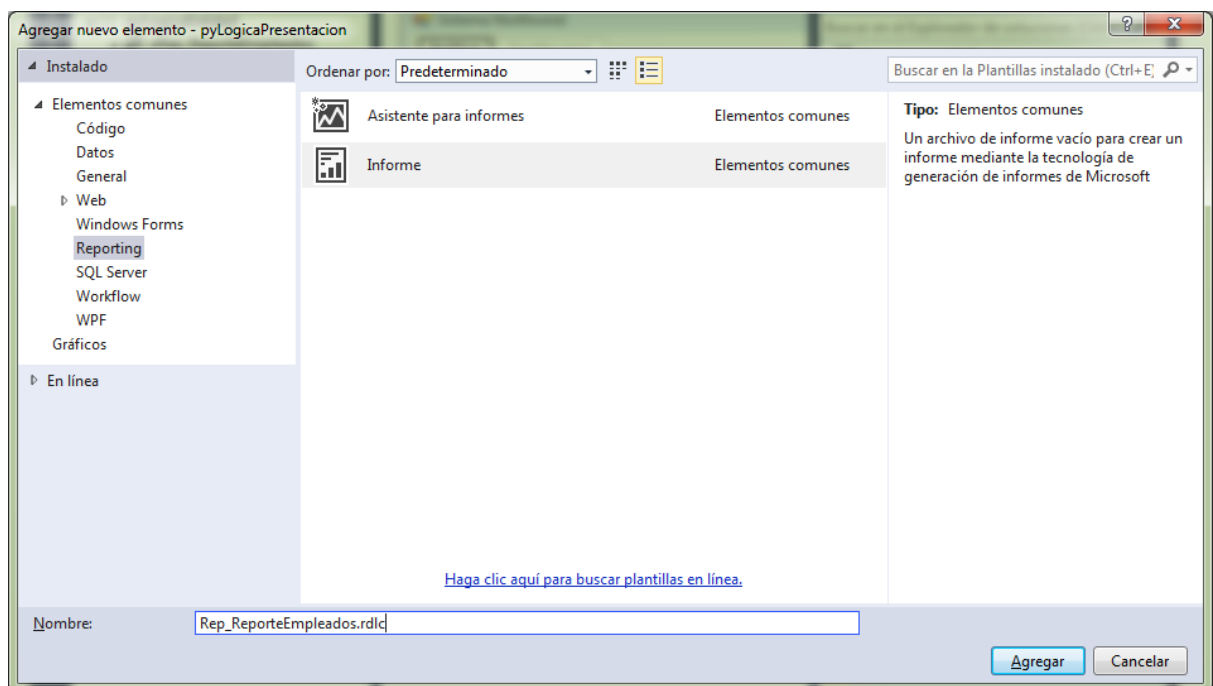 Agregar nuevo elemento - pyLogicaPresentacion
Instalado
Ordenar por: Predeterminado
Buscar en la Plantillas instalado (Ctrl+E)
Elementos comunes
Código
Datos
General
Web
Windows Forms
Reporting
SQL Server
Workflow
WPF
Gráficos
En línea
Asistente para informes Elementos comunes
Informe Elementos comunes
Haga clic aquí para buscar plantillas en línea.
Tipo: Elementos comunes
Un archivo de informe vacío para crear un
informe mediante la tecnología de
generación de informes de Microsoft
Nombre: Rep_ReporteEmpleados.rdlc
Agregar Cancelar